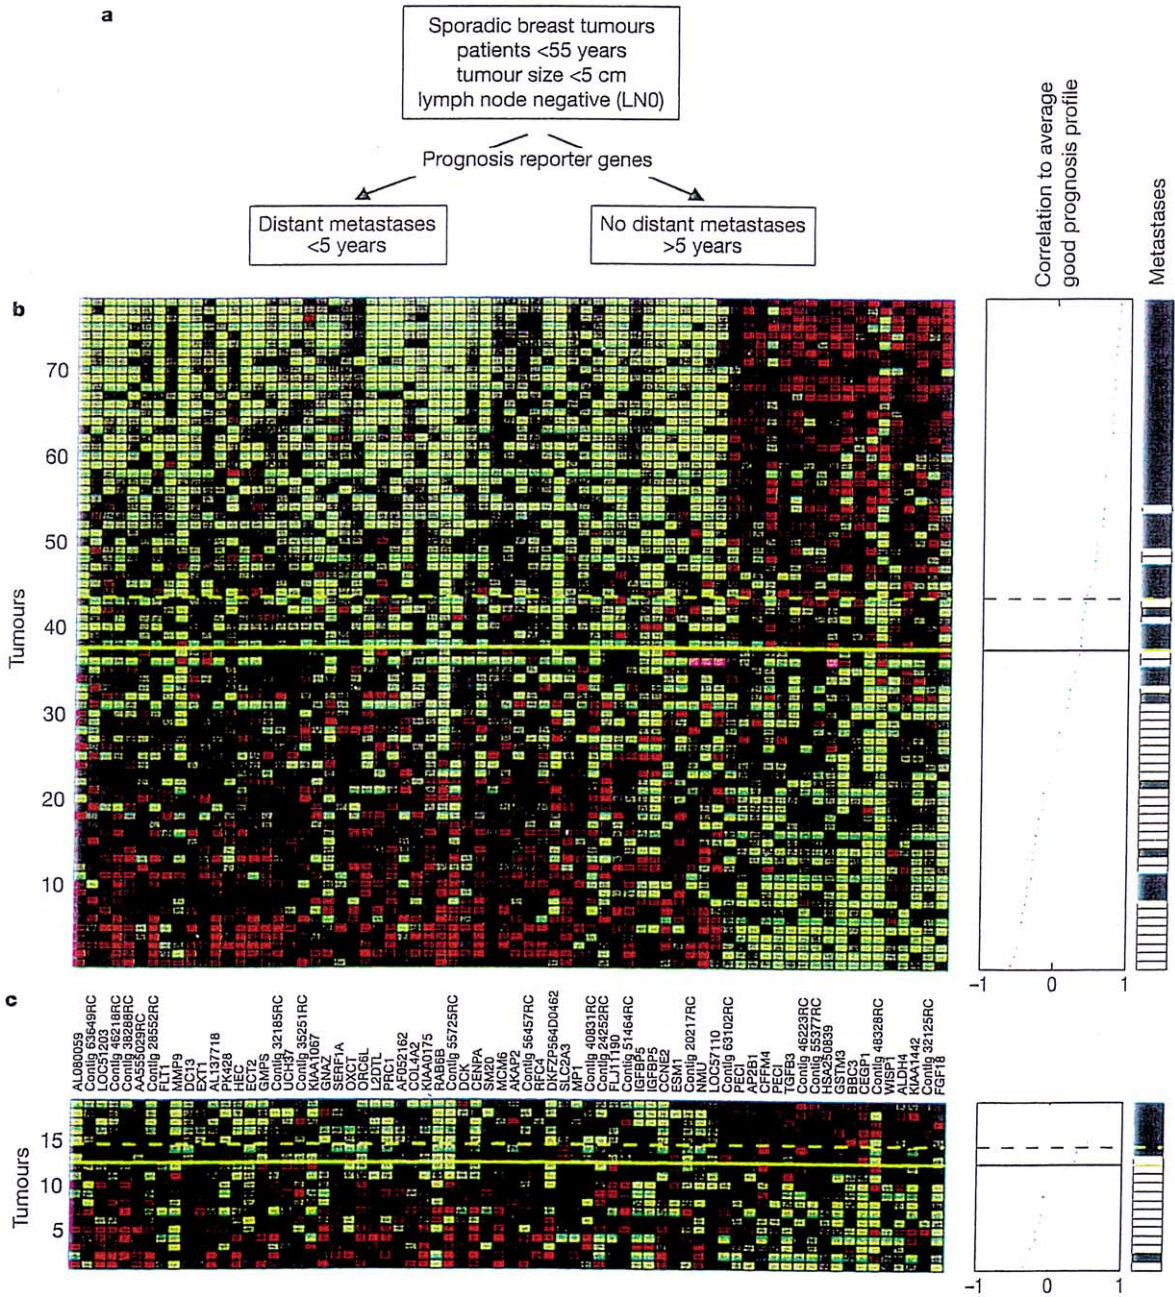 a
Sporadic breast tumours
patients <55 years
tumour size <5 cm
lymph node negative (LN0)
Prognosis reporter genes
Distant metastases
<5 years
No distant metastases
>5 years
Correlation to average
good prognosis profile
Metastases
b
70
60
50
40
30
20
10
Tumours
-1
0
1
c
AL080059
Contig 63649RC
LOC51203
Contig 46218RC
Contig 38288RC
AA555029RC
Contig 28552RC
FLT1
MMP9
DC13
EXT1
AL137718
PK428
HEC
ECT2
GMPS
Contig 32185RC
UCH37
Contig 35251RC
KIAA1067
GNAZ
SERF1A
OXCT
ORC6L
L2DTL
PRC1
AF052162
COL4A2
KIAA0175
RAB6B
Contig 55725RC
DCK
CENPA
SM20
MCM6
AKAP2
Contig 56457RC
RFC4
DKFZP564D0462
SLC2A3
MP1
Contig 40831RC
Contig 24252RC
FLJ11190
Contig 51464RC
IGFBP5
IGFBP5
CCNE2
ESM1
Contig 20217RC
NMU
LOC57110
Contig 63102RC
PECI
AP2B1
CFFM4
PECI
TGFB3
Contig 46223RC
Contig 55377RC
HSA250839
GSTM3
BBC3
CEGP1
Contig 48328RC
WISP1
ALDH4
KIAA1442
Contig 32125RC
FGF18
15
10
5
Tumours
-1
0
1